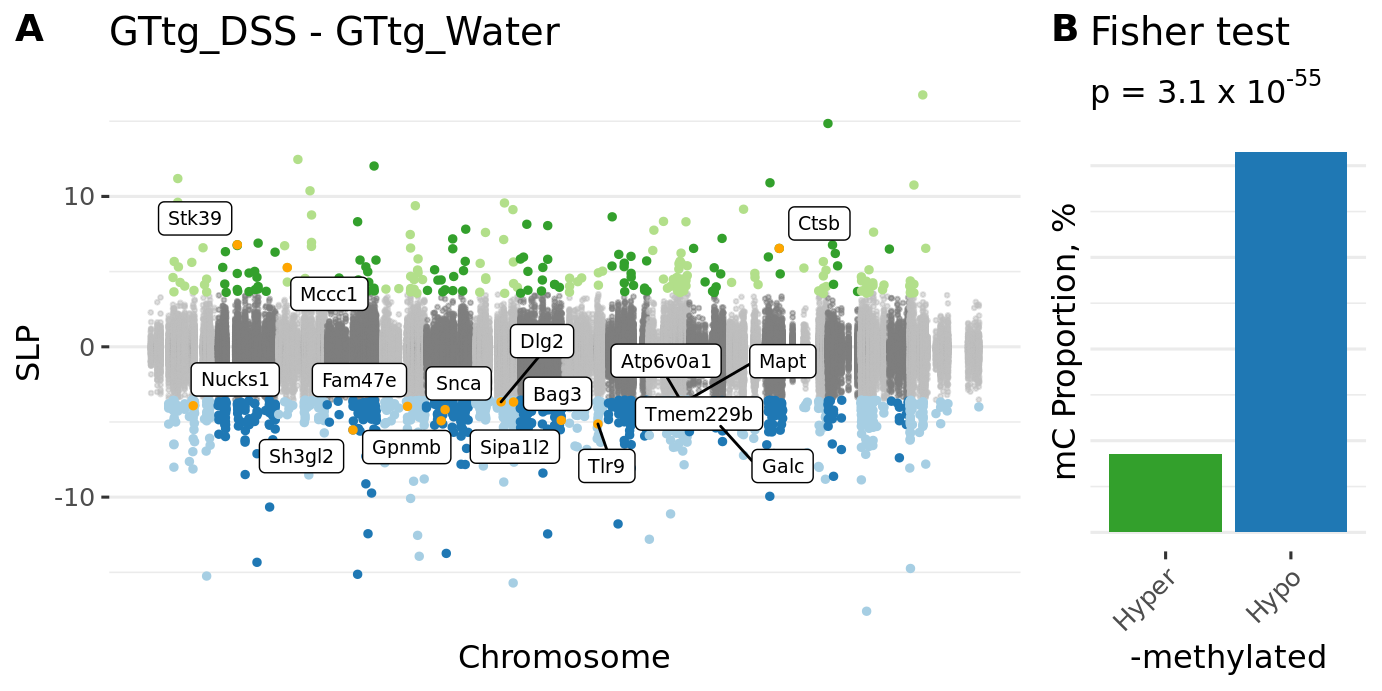 A GTtg_DSS - GTtg_Water
SLP
10
0
-10
Stk39
Ctsb
Mccc1
Dlg2
Atp6v0a1
Mapt
Nucks1
Fam47e
Snca
Bag3
Tmem229b
Sh3gl2
Gpnmb
Sipa1l2
Tlr9
Galc
Chromosome
B Fisher test
p = 3.1 x 10^-55
mC Proportion, %
Hyper
Hypo
-methylated